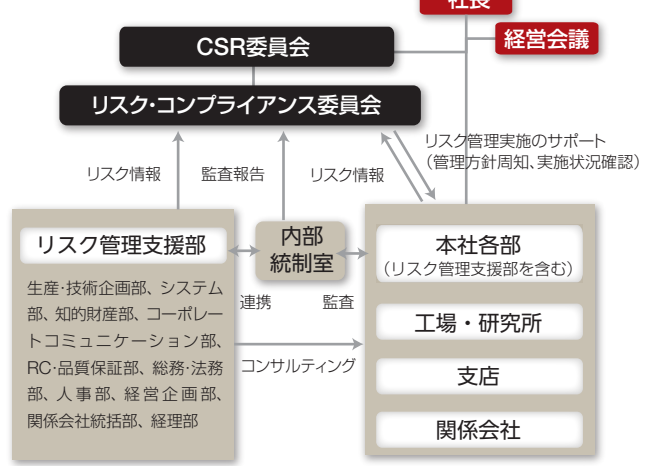 社長
経営会議
CSR委員会
リスク・コンプライアンス委員会
リスク管理実施のサポート
（管理方針周知、実施状況確認）
リスク情報
監査報告
リスク情報
リスク管理支援部
内部
統制室
本社各部
（リスク管理支援部を含む）
生産・技術企画部、システム
部、知的財産部、コーポレー
トコミュニケーション部、
RC・品質保証部、総務・法務
部、人事部、経営企画部、
関係会社統括部、経理部
連携
監査
コンサルティング
工場・研究所
支店
関係会社